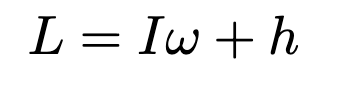 L = Iω + h